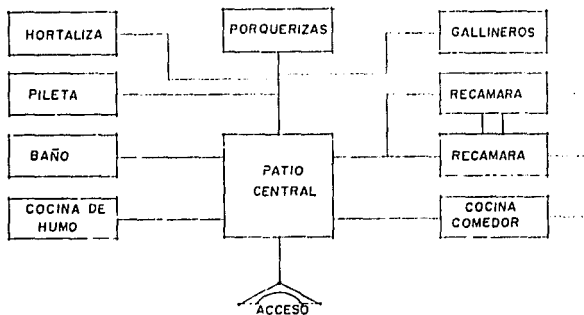 HORTALIZA
PORQUERIZAS
GALLINEROS
PILETA
RECAMARA
BAÑO
PATIO
CENTRAL
RECAMARA
COCINA DE
HUMO
COCINA
COMEDOR
ACCESO